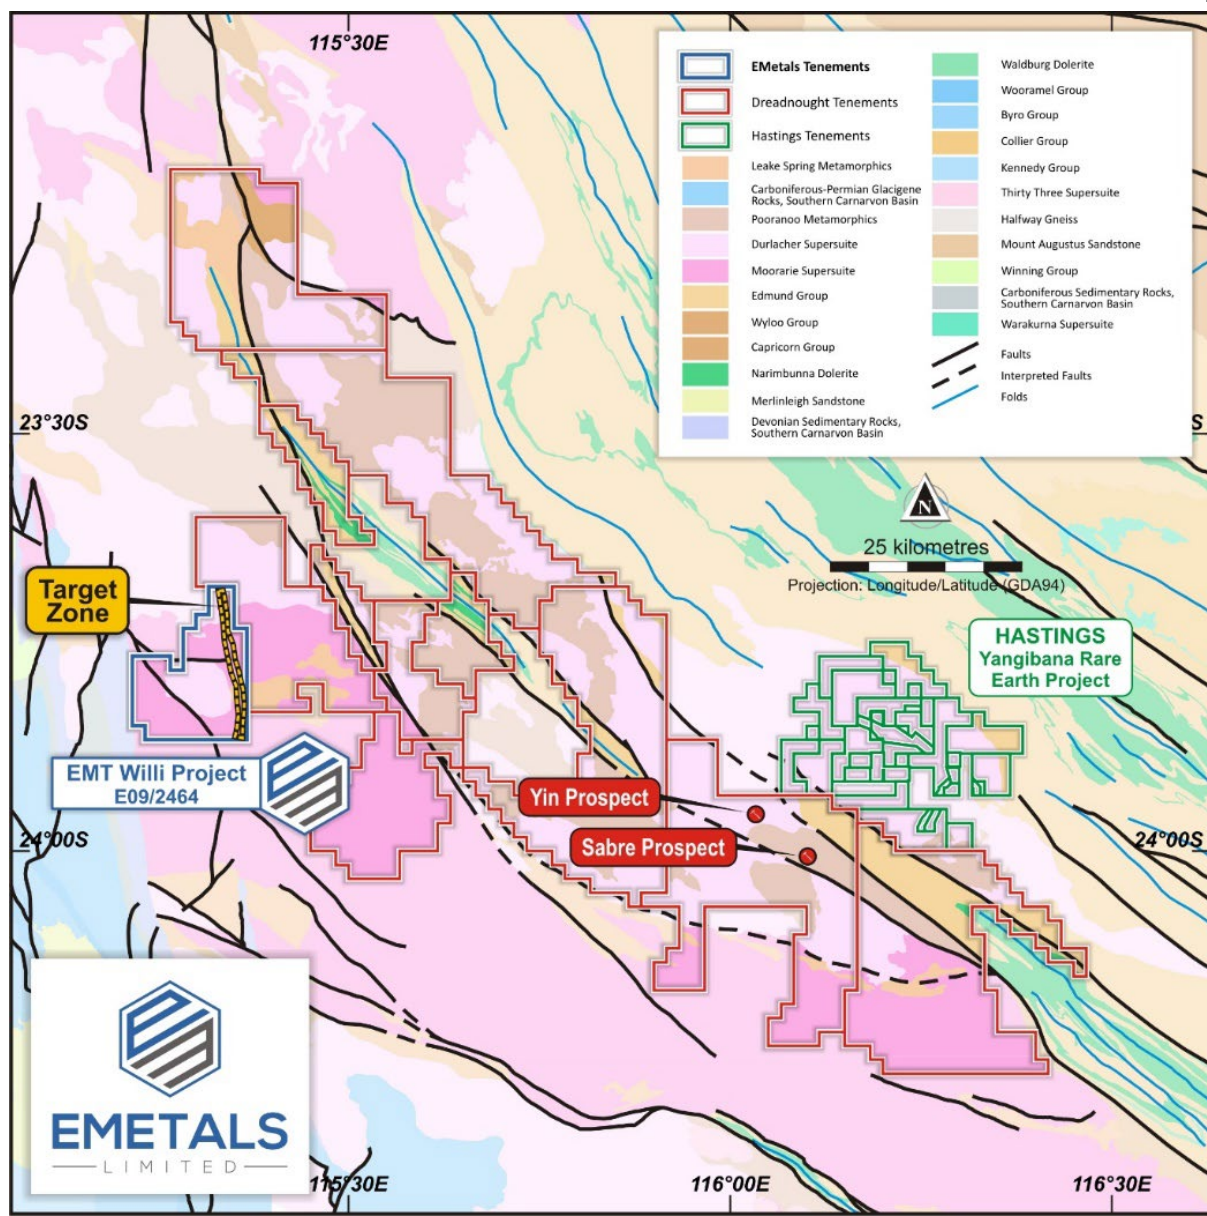 115°30E
EMetals Tenements
Dreadnought Tenements
Hastings Tenements
Leake Spring Metamorphics
Carboniferous-Permian Glacigene
Rocks, Southern Carnarvon Basin
Pooranoo Metamorphics
Durlacher Supersuite
Moorarie Supersuite
Edmund Group
Wyloo Group
Capricorn Group
Narimbunna Dolerite
Merlinleigh Sandstone
Devonian Sedimentary Rocks,
Southern Carnarvon Basin
Waldburg Dolerite
Wooramel Group
Byro Group
Collier Group
Kennedy Group
Thirty Three Supersuite
Halfway Gneiss
Mount Augustus Sandstone
Winning Group
Carboniferous Sedimentary Rocks,
Southern Carnarvon Basin
Warakurna Supersuite
Faults
Interpreted Faults
Folds
23°30S
S
N
25 kilometres
Projection: Longitude/Latitude (GDA94)
Target
Zone
HASTINGS
Yangibana Rare
Earth Project
EMT Willi Project
E09/2464
Yin Prospect
Sabre Prospect
24°00S
24°00S
EMETALS
LIMITED
115°30E
116°00E
116°30E